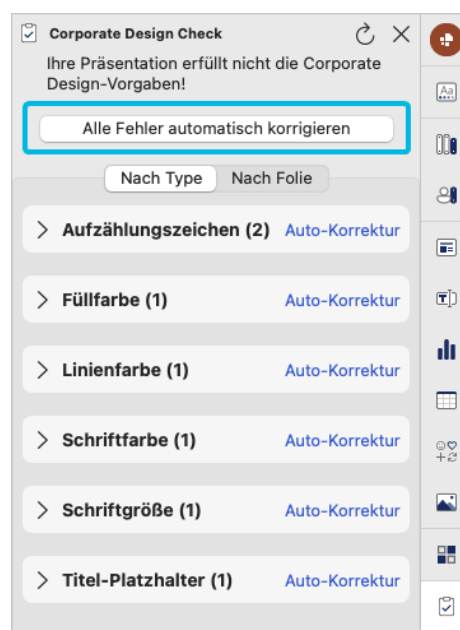 Corporate Design Check
Ihre Präsentation erfüllt nicht die Corporate
Design-Vorgaben!
Alle Fehler automatisch korrigieren
Nach Type Nach Folie
Aufzählungszeichen (2) Auto-Korrektur
Füllfarbe (1) Auto-Korrektur
Linienfarbe (1) Auto-Korrektur
Schriftfarbe (1) Auto-Korrektur
Schriftgröße (1) Auto-Korrektur
Titel-Platzhalter (1) Auto-Korrektur
Aa
T